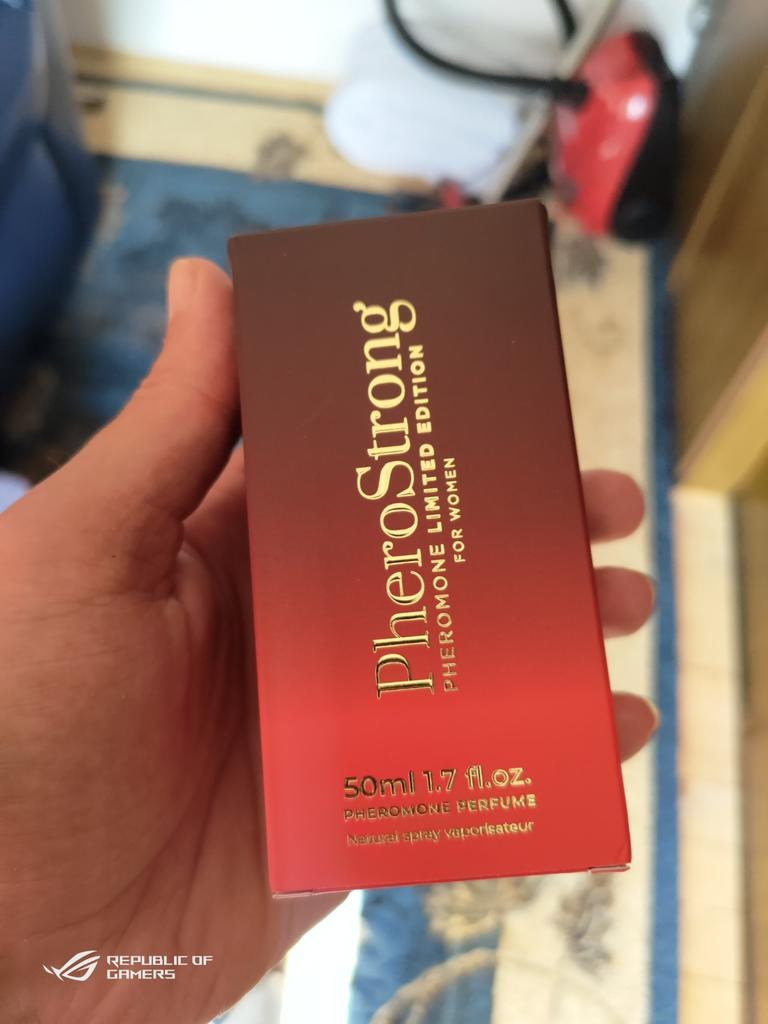 PheroStrong
PHEROMONE LIMITED EDITION
FOR WOMEN
50ml 1.7 fl.oz.
PHEROMONE PERFUME
Natural spray vaporisateur
REPUBLIC OF
GAMERS